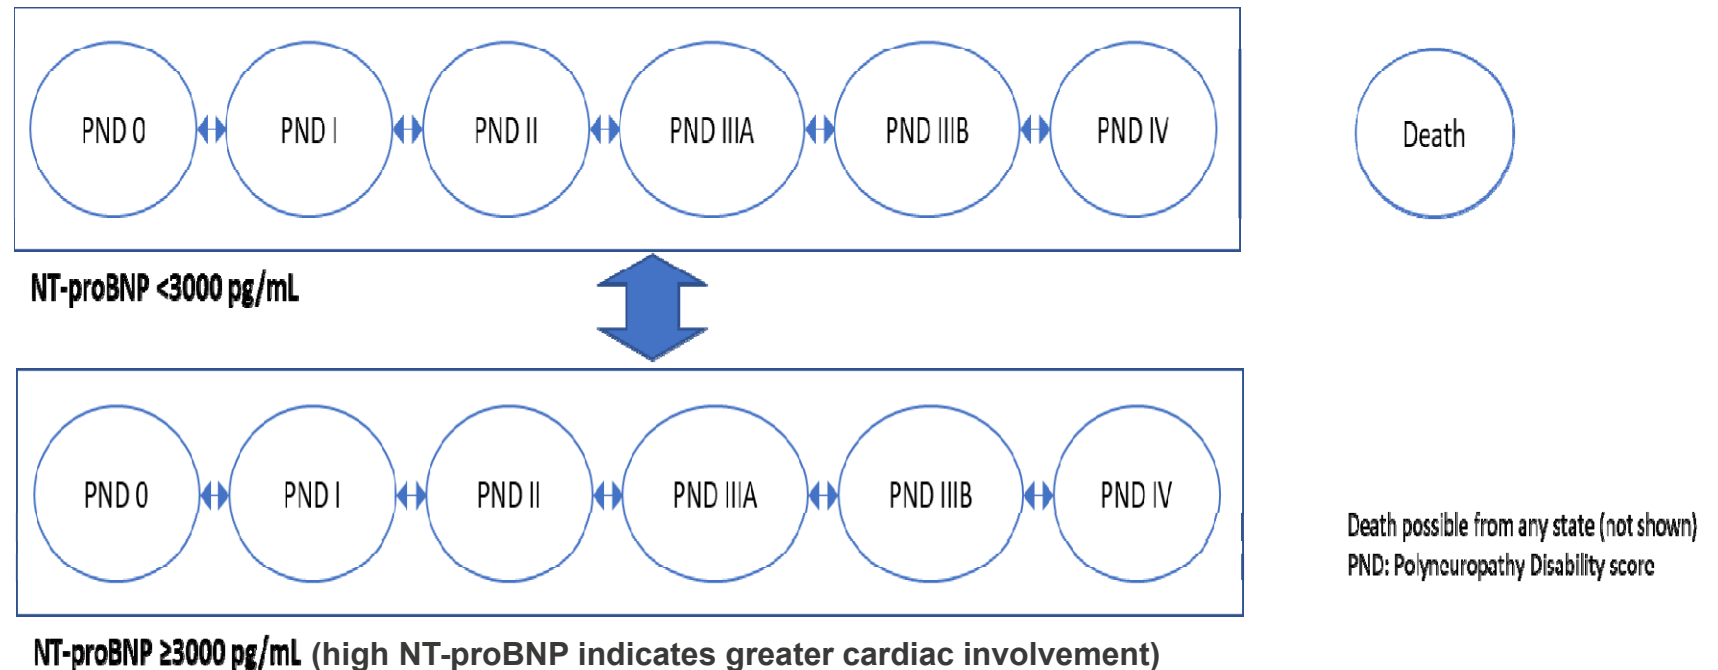 PND 0 PND I PND II PND IIIA PND IIIB PND IV Death
NT-proBNP <3000 pg/mL
PND 0 PND I PND II PND IIIA PND IIIB PND IV
Death possible from any state (not shown)
PND: Polyneuropathy Disability score
NT-proBNP ≥3000 pg/mL (high NT-proBNP indicates greater cardiac involvement)